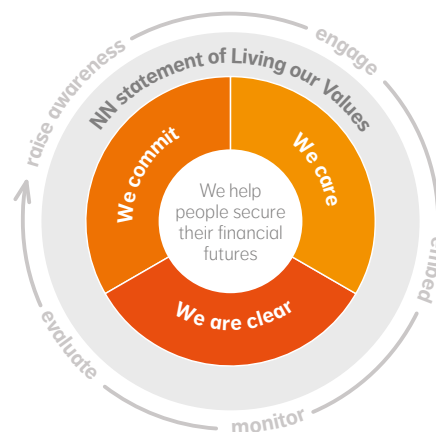 raise awareness
engage
embed
monitor
evaluate
NN statement of Living our Values
We commit
We care
We are clear
We help
people secure
their financial
futures